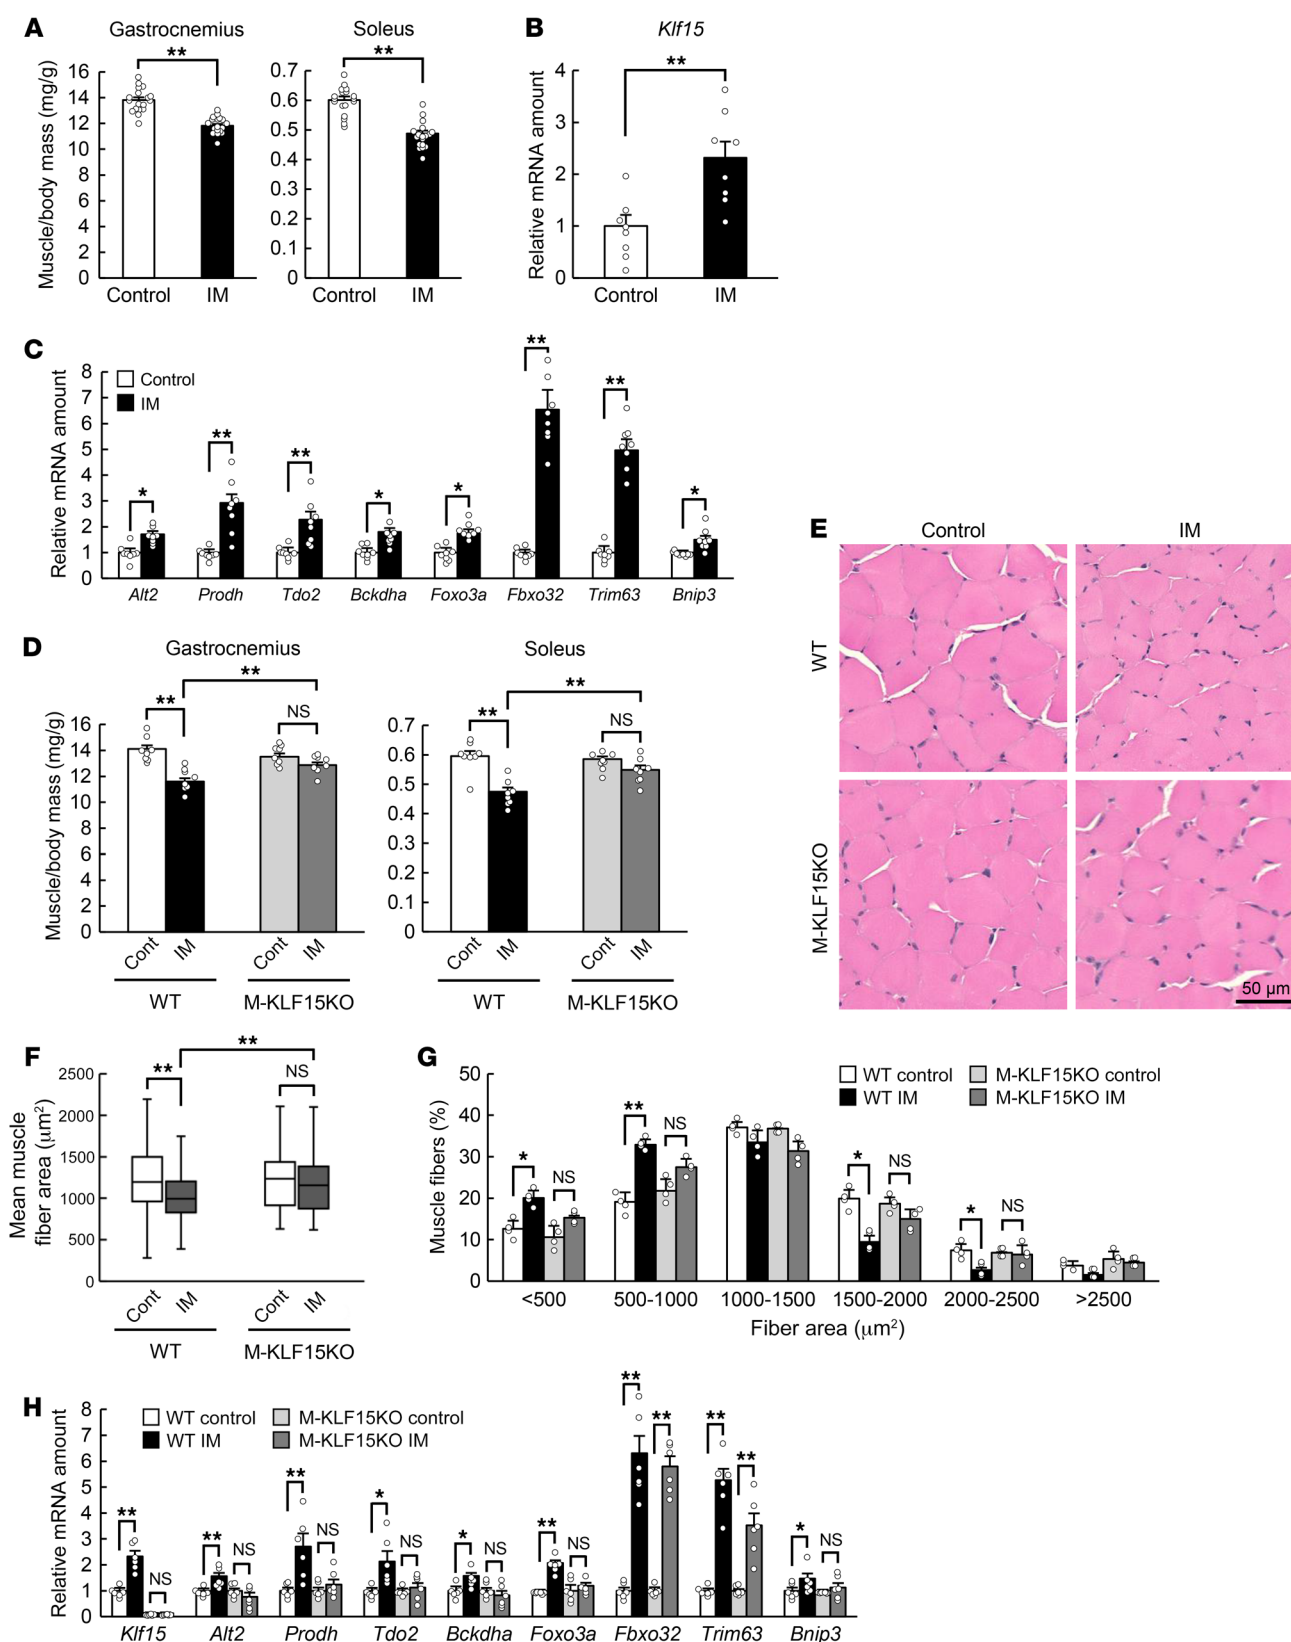 A
Gastrocnemius
Soleus
**
**
Muscle/body mass (mg/g)
16
14
12
10
8
6
4
2
0
0.7
0.6
0.5
0.4
0.3
0.2
0.1
0
Control
IM
Control
IM
B
Klf15
**
Relative mRNA amount
4
3
2
1
0
Control
IM
C
Relative mRNA amount
8
7
6
5
4
3
2
1
0
Control
IM
*
**
**
*
*
**
**
*
Alt2
Prodh
Tdo2
Bckdha
Foxo3a
Fbxo32
Trim63
Bnip3
D
Gastrocnemius
Soleus
**
**
NS
**
**
NS
Muscle/body mass (mg/g)
16
14
12
10
8
6
4
2
0
0.7
0.6
0.5
0.4
0.3
0.2
0.1
0
Cont
IM
Cont
IM
Cont
IM
Cont
IM
WT
M-KLF15KO
WT
M-KLF15KO
E
Control
IM
WT
M-KLF15KO
50 μm
F
**
**
NS
Mean muscle
fiber area (μm²)
2500
2000
1500
1000
500
0
Cont
IM
Cont
IM
WT
M-KLF15KO
G
Muscle fibers (%)
50
40
30
20
10
0
WT control
M-KLF15KO control
WT IM
M-KLF15KO IM
*
NS
**
NS
*
NS
*
NS
<500
500-1000
1000-1500
1500-2000
2000-2500
>2500
Fiber area (μm²)
H
Relative mRNA amount
8
7
6
5
4
3
2
1
0
WT control
M-KLF15KO control
WT IM
M-KLF15KO IM
**
NS
**
NS
**
NS
*
NS
*
NS
**
NS
**
**
**
**
*
NS
Klf15
Alt2
Prodh
Tdo2
Bckdha
Foxo3a
Fbxo32
Trim63
Bnip3